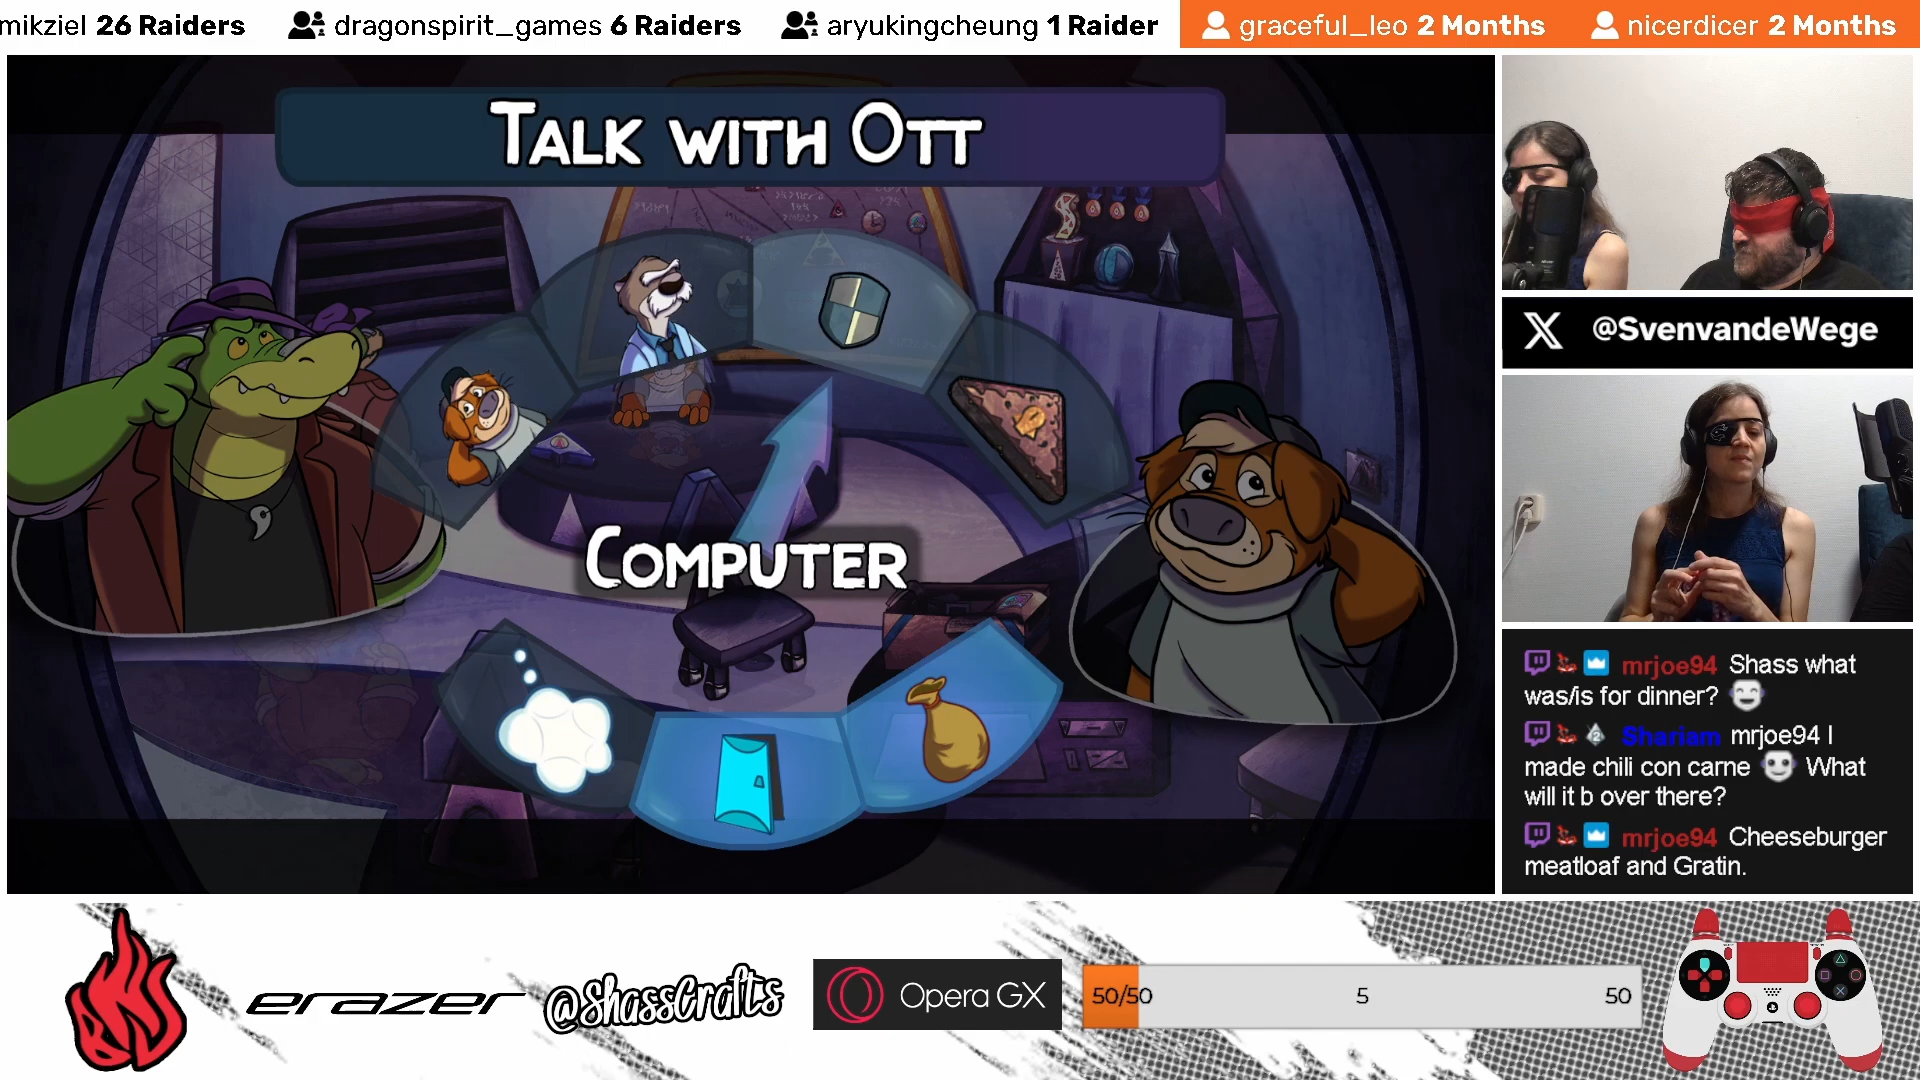 mikziel 26 Raiders
dragonspirit_games 6 Raiders
aryukingcheung 1 Raider
graceful_leo 2 Months
nicerdicer 2 Months
TALK WITH OTT
COMPUTER
X @SvenvandeWege
mrjoe94 Shass what
was/is for dinner?
Shariam mrjoe94 I
made chili con carne What
will it b over there?
mrjoe94 Cheeseburger
meatloaf and Gratin.
BNS
erazer
@ShassCrafts
Opera GX
50/50 5 50